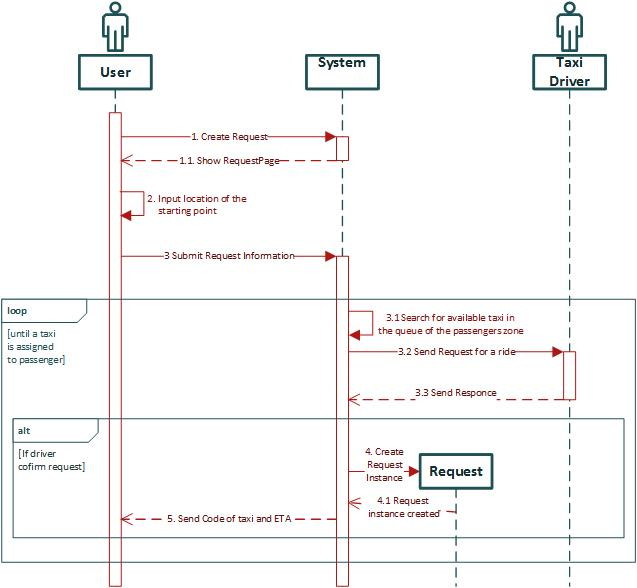 User
System
Taxi
Driver
1. Create Request
1.1. Show RequestPage
2. Input location of the
starting point
3 Submit Request Information
loop
[until a taxi
is assigned
to passenger]
3.1Search for available taxi in
the queue of the passengers zone
3.2 Send Request for a ride
3.3 Send Responce
alt
[If driver
cofirm request]
4. Create
Request
Instance
Request
4.1 Request
instance created
5. Send Code of taxi and ETA